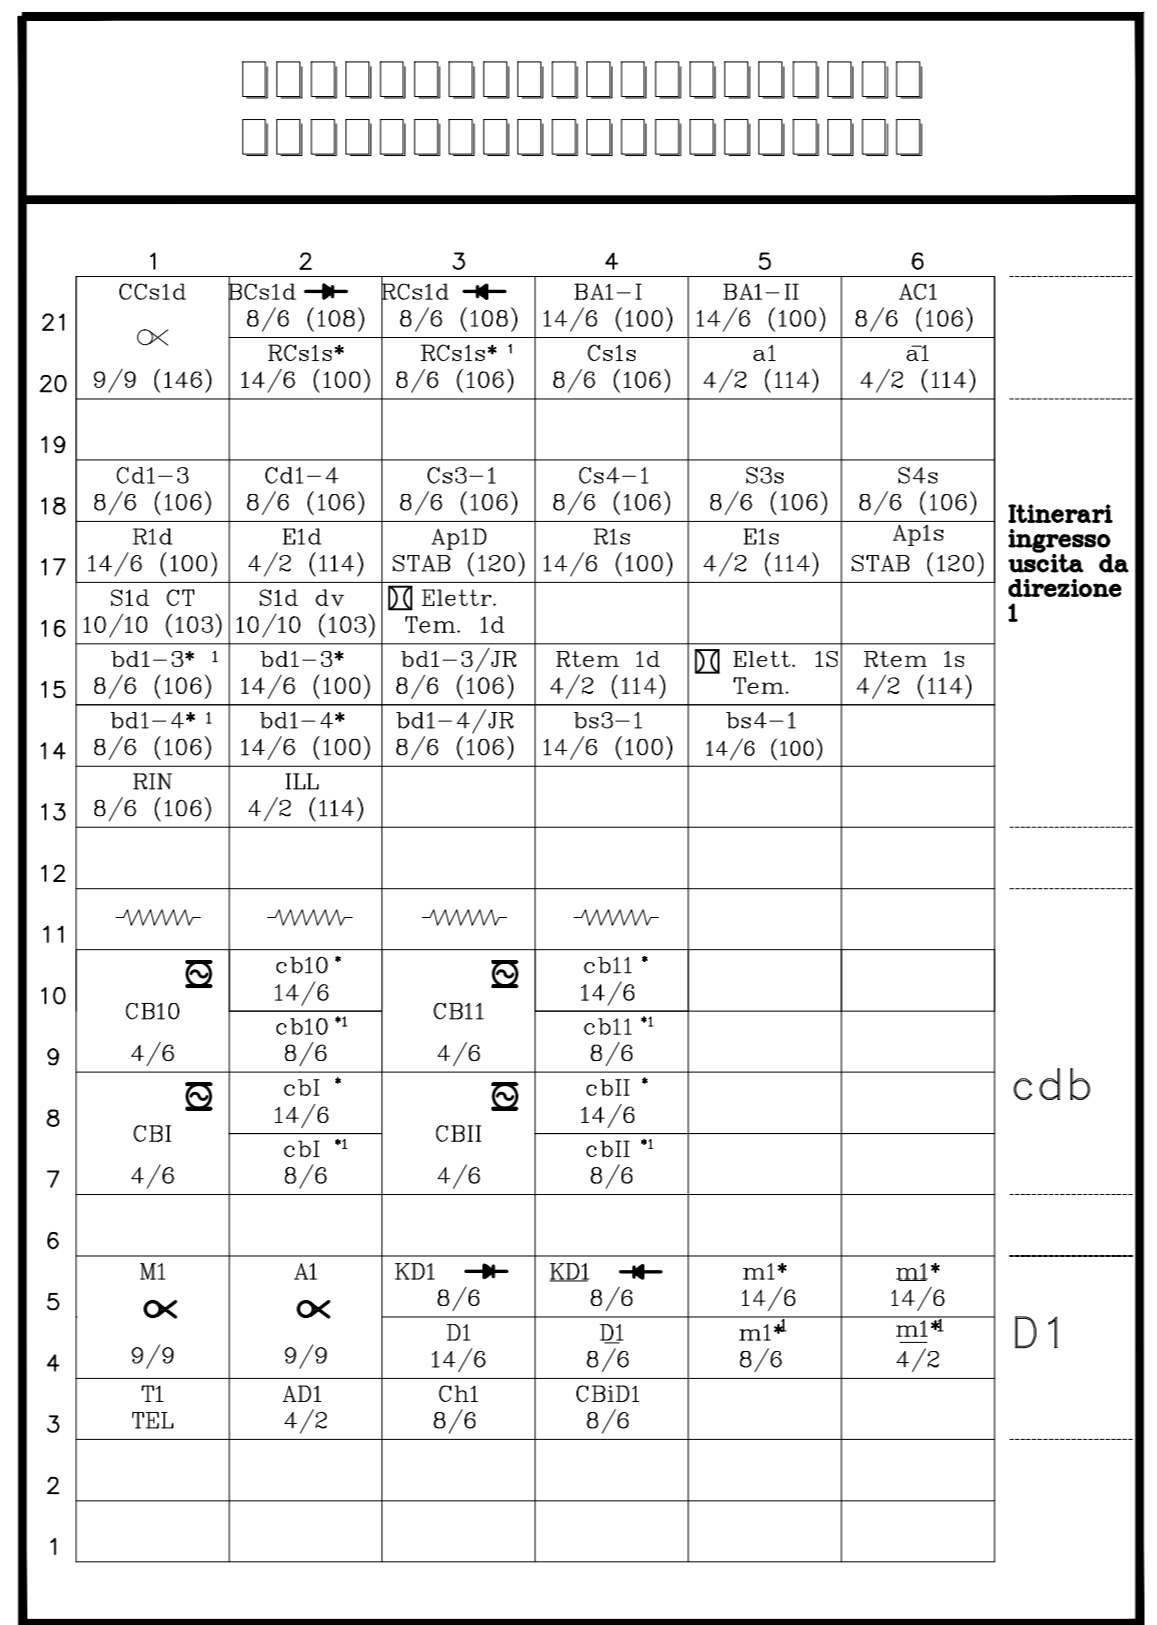 1 2 3 4 5 6
CCs1d BCs1d RCs1d BA1-I BA1-II AC1
21 8/6 (108) 8/6 (108) 14/6 (100) 14/6 (100) 8/6 (106)
RCs1s* RCs1s* 1 Cs1s a1 a̅1
20 9/9 (146) 14/6 (100) 8/6 (106) 8/6 (106) 4/2 (114) 4/2 (114)
19
Cd1-3 Cd1-4 Cs3-1 Cs4-1 S3s S4s
18 8/6 (106) 8/6 (106) 8/6 (106) 8/6 (106) 8/6 (106) 8/6 (106)
R1d E1d Ap1D R1s E1s Ap1s
17 14/6 (100) 4/2 (114) STAB (120) 14/6 (100) 4/2 (114) STAB (120)
Itinerari
ingresso
uscita da
direzione
1
S1d CT S1d dv Elettr.
16 10/10 (103) 10/10 (103) Tem. 1d
bd1-3* 1 bd1-3* bd1-3/JR Rtem 1d Elett. 1S Rtem 1s
15 8/6 (106) 14/6 (100) 8/6 (106) 4/2 (114) Tem. 4/2 (114)
bd1-4* 1 bd1-4* bd1-4/JR bs3-1 bs4-1
14 8/6 (106) 14/6 (100) 8/6 (106) 14/6 (100) 14/6 (100)
RIN ILL
13 8/6 (106) 4/2 (114)
12
11
cb10 * cb11 *
10 14/6 14/6
CB10 CB11
cb10 *1 cb11 *1
9 4/6 8/6 4/6 8/6
cdb
cbI * cbII *
8 14/6 14/6
CBI CBII
cbI *1 cbII *1
7 4/6 8/6 4/6 8/6
6
M1 A1 KD1 KD1 m1* m1*
5 8/6 8/6 14/6 14/6
D1
D1 D1 m1*1 m1*1
4 9/9 9/9 14/6 8/6 8/6 4/2
T1 AD1 Ch1 CBiD1
3 TEL 4/2 8/6 8/6
2
1